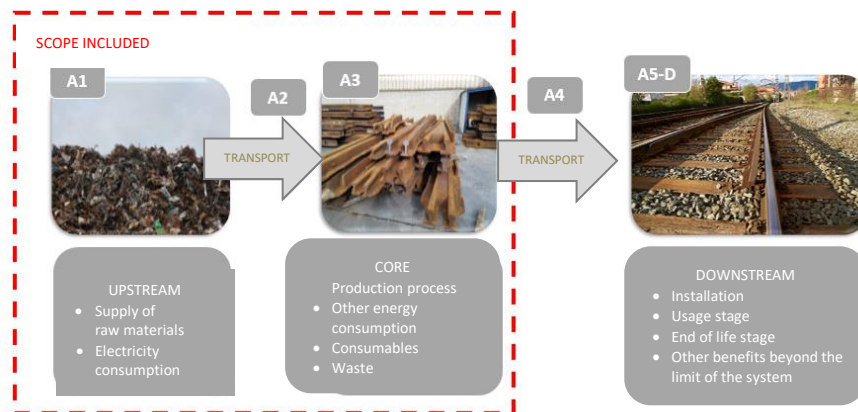 SCOPE INCLUDED
A1
A2
A3
A4
A5-D
TRANSPORT
TRANSPORT
UPSTREAM
• Supply of
raw materials
• Electricity
consumption
CORE
Production process
• Other energy
consumption
• Consumables
• Waste
DOWNSTREAM
• Installation
• Usage stage
• End of life stage
• Other benefits beyond the
limit of the system